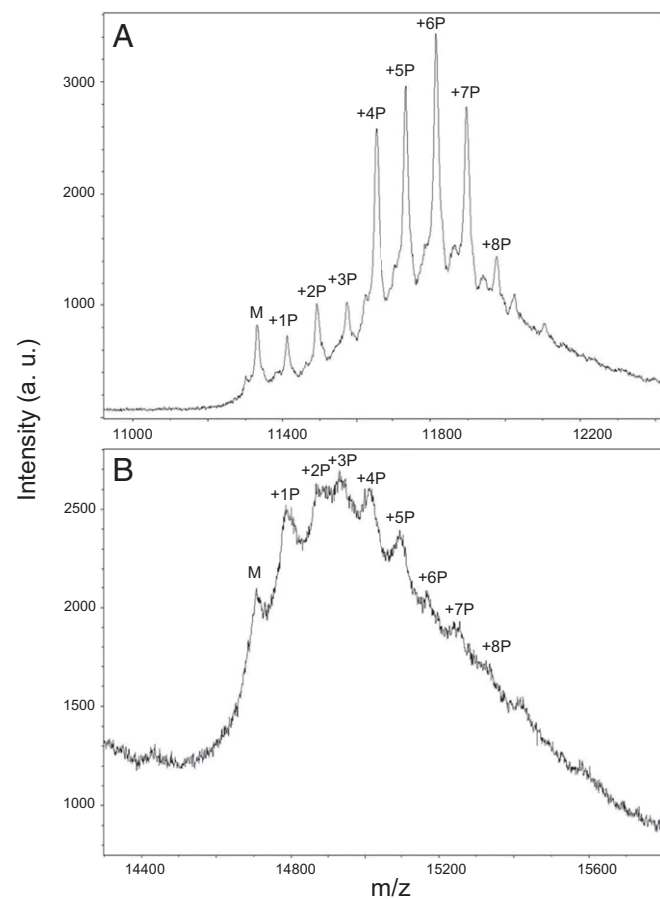 A
+6P
+5P
+7P
+4P
+8P
+3P
+2P
+1P
M
3000
2000
1000
11000 11400 11800 12200
Intensity (a. u.)
B
+3P
+2P
+4P
+1P
+5P
M
+6P
+7P
+8P
2500
2000
1500
1000
14400 14800 15200 15600
m/z